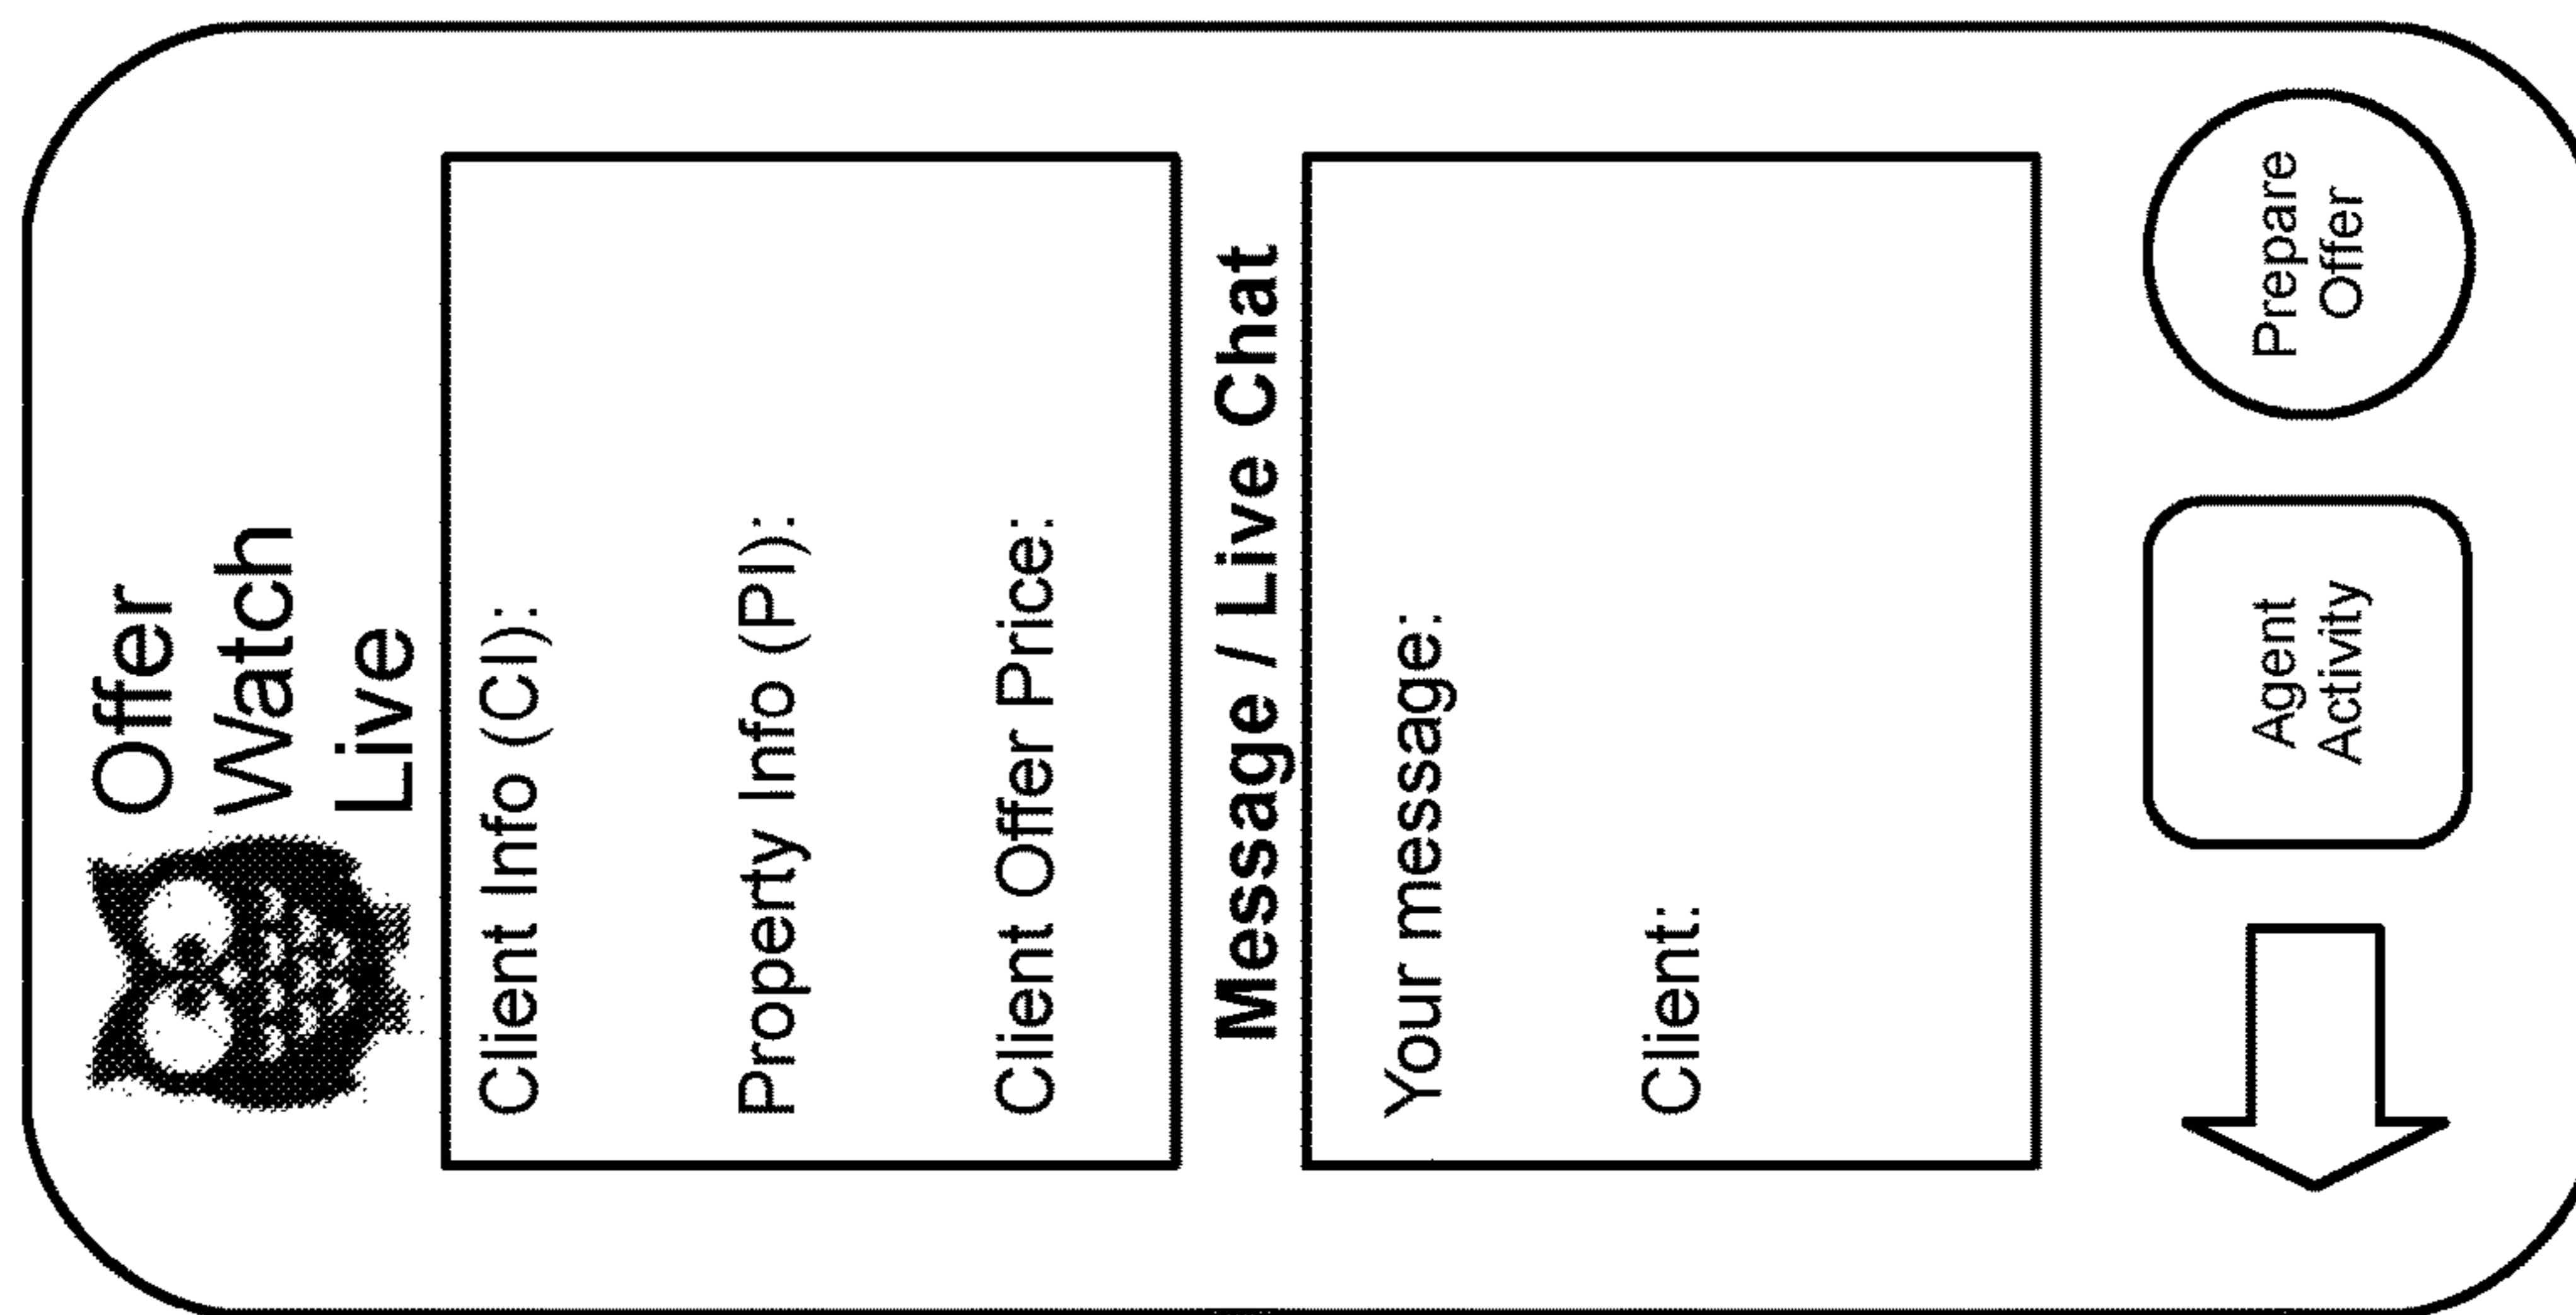 Offer
Watch
Live
Client Info (CI):
Property Info (PI):
Client Offer Price:
Message / Live Chat
Your message:
Client:
Agent
Activity
Prepare
Offer